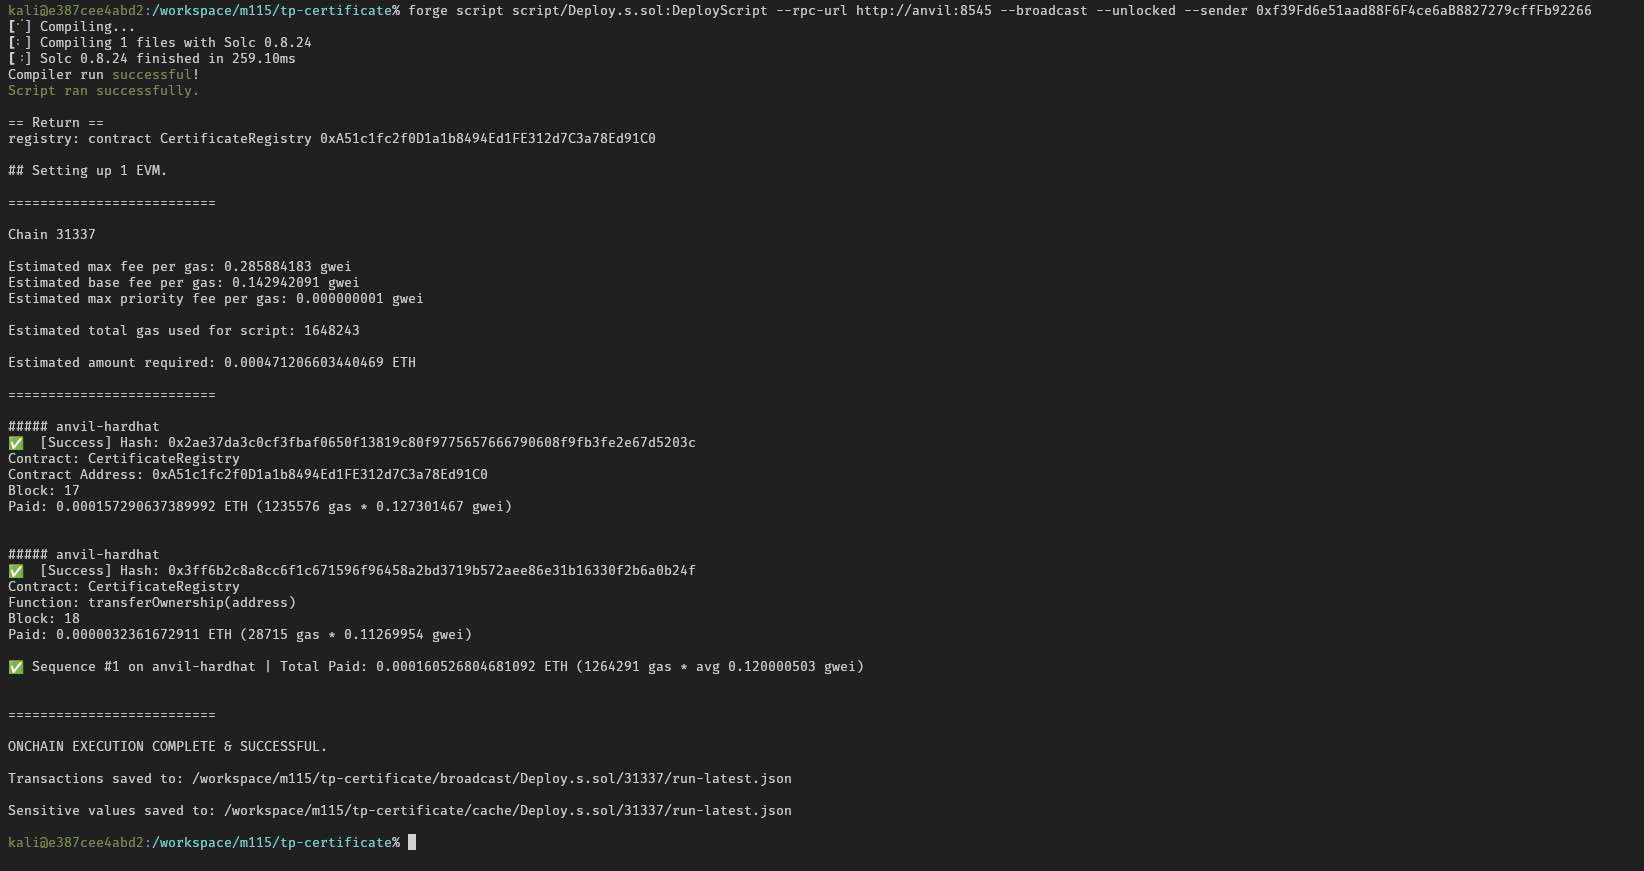 kali@e387cee4abd2:/workspace/m115/tp-certificate% forge script script/Deploy.s.sol:DeployScript --rpc-url http://anvil:8545 --broadcast --unlocked --sender 0xf39Fd6e51aad88F6F4ce6aB8827279cffFb92266
[⠊] Compiling...
[⠃] Compiling 1 files with Solc 0.8.24
[⠘] Solc 0.8.24 finished in 259.10ms
Compiler run successful!
Script ran successfully.

== Return ==
registry: contract CertificateRegistry 0xA51c1fc2f0D1a1b8494Ed1FE312d7C3a78Ed91C0

## Setting up 1 EVM.

==========================

Chain 31337

Estimated max fee per gas: 0.285884183 gwei
Estimated base fee per gas: 0.142942091 gwei
Estimated max priority fee per gas: 0.000000001 gwei

Estimated total gas used for script: 1648243

Estimated amount required: 0.000471206603440469 ETH

==========================

##### anvil-hardhat
✅  [Success] Hash: 0x2ae37da3c0cf3fbaf0650f13819c80f9775657666790608f9fb3fe2e67d5203c
Contract: CertificateRegistry
Contract Address: 0xA51c1fc2f0D1a1b8494Ed1FE312d7C3a78Ed91C0
Block: 17
Paid: 0.000157290637389992 ETH (1235576 gas * 0.127301467 gwei)


##### anvil-hardhat
✅  [Success] Hash: 0x3ff6b2c8a8cc6f1c671596f96458a2bd3719b572aee86e31b16330f2b6a0b24f
Contract: CertificateRegistry
Function: transferOwnership(address)
Block: 18
Paid: 0.0000032361672911 ETH (28715 gas * 0.11269954 gwei)

✅ Sequence #1 on anvil-hardhat | Total Paid: 0.000160526804681092 ETH (1264291 gas * avg 0.120000503 gwei)


==========================

ONCHAIN EXECUTION COMPLETE & SUCCESSFUL.

Transactions saved to: /workspace/m115/tp-certificate/broadcast/Deploy.s.sol/31337/run-latest.json

Sensitive values saved to: /workspace/m115/tp-certificate/cache/Deploy.s.sol/31337/run-latest.json

kali@e387cee4abd2:/workspace/m115/tp-certificate%